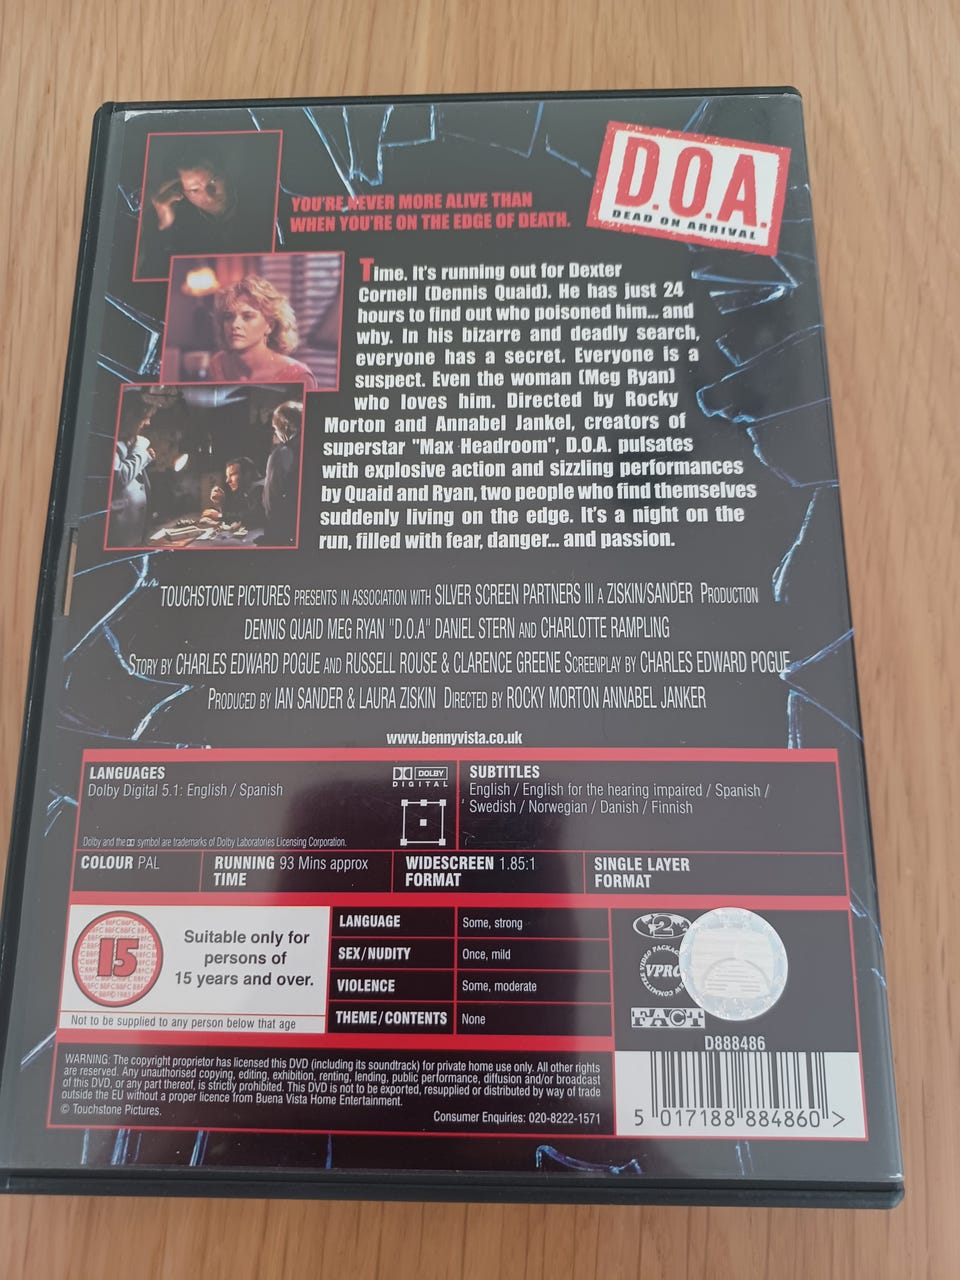 D.O.A.
DEAD ON ARRIVAL
YOU'RE NEVER MORE ALIVE THAN
WHEN YOU'RE ON THE EDGE OF DEATH.
Time. It's running out for Dexter
Cornell (Dennis Quaid). He has just 24
hours to find out who poisoned him... and
why. In his bizarre and deadly search,
everyone has a secret. Everyone is a
suspect. Even the woman (Meg Ryan)
who loves him. Directed by Rocky
Morton and Annabel Jankel, creators of
superstar "Max Headroom", D.O.A. pulsates
with explosive action and sizzling performances
by Quaid and Ryan, two people who find themselves
suddenly living on the edge. It's a night on the
run, filled with fear, danger... and passion.
TOUCHSTONE PICTURES PRESENTS IN ASSOCIATION WITH SILVER SCREEN PARTNERS III A ZISKIN/SANDER PRODUCTION
DENNIS QUAID MEG RYAN "D.O.A" DANIEL STERN AND CHARLOTTE RAMPLING
STORY BY CHARLES EDWARD POGUE AND RUSSELL ROUSE & CLARENCE GREENE SCREENPLAY BY CHARLES EDWARD POGUE
PRODUCED BY IAN SANDER & LAURA ZISKIN DIRECTED BY ROCKY MORTON ANNABEL JANKER
www.bennyvista.co.uk
LANGUAGES
Dolby Digital 5.1: English / Spanish
DOLBY
DIGITAL
Dolby and the symbol are trademarks of Dolby Laboratories Licensing Corporation.
SUBTITLES
English / English for the hearing impaired / Spanish /
Swedish / Norwegian / Danish / Finnish
COLOUR PAL
RUNNING 93 Mins approx
TIME
WIDESCREEN 1.85:1
FORMAT
SINGLE LAYER
FORMAT
15
Suitable only for
persons of
15 years and over.
Not to be supplied to any person below that age
LANGUAGE Some, strong
SEX/NUDITY Once, mild
VIOLENCE Some, moderate
THEME/CONTENTS None
2
VPRC
FACT
D888486
WARNING: The copyright proprietor has licensed this DVD (including its soundtrack) for private home use only. All other rights
are reserved. Any unauthorised copying, editing, exhibition, renting, lending, public performance, diffusion and/or broadcast
of this DVD, or any part thereof, is strictly prohibited. This DVD is not to be exported, resupplied or distributed by way of trade
outside the EU without a proper licence from Buena Vista Home Entertainment.
© Touchstone Pictures.
Consumer Enquiries: 020-8222-1571
5 017188 884860 >